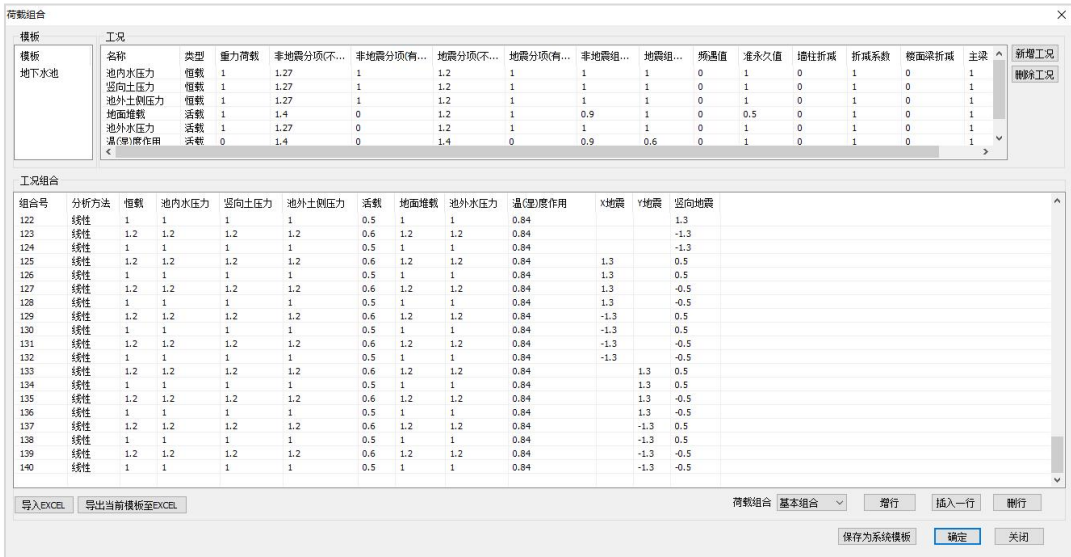 荷载组合
模板 工况
模板
地下水池
名称 类型 重力荷载 非地震分项(不... 非地震分项(有... 地震分项(不... 地震分项(有... 非地震组... 地震组... 频遇值 准永久值 墙柱折减 折减系数 楼面梁折减 主梁
池内水压力 恒载 1 1.27 1 1.2 1 1 1 0 1 0 1 0 1
竖向土压力 恒载 1 1.27 1 1.2 1 1 1 0 1 0 1 0 1
池外土侧压力 恒载 1 1.27 1 1.2 1 1 1 0 1 0 1 0 1
地面堆载 活载 1 1.4 0 1.2 1 0.9 1 0 0.5 0 1 0 1
池外水压力 活载 1 1.27 0 1.2 1 1 1 0 1 0 1 0 1
温(湿)度作用 活载 0 1.4 0 1.4 0 0.9 0.6 0 1 0 1 0 1
新增工况
删除工况
工况组合
组合号 分析方法 恒载 池内水压力 竖向土压力 池外土侧压力 活载 地面堆载 池外水压力 温(湿)度作用 X地震 Y地震 竖向地震
122 线性 1 1 1 1 0.5 1 1 0.84 1.3
123 线性 1.2 1.2 1.2 1.2 0.6 1.2 1.2 0.84 -1.3
124 线性 1 1 1 1 0.5 1 1 0.84 -1.3
125 线性 1.2 1.2 1.2 1.2 0.6 1.2 1.2 0.84 1.3 0.5
126 线性 1 1 1 1 0.5 1 1 0.84 1.3 0.5
127 线性 1.2 1.2 1.2 1.2 0.6 1.2 1.2 0.84 1.3 -0.5
128 线性 1 1 1 1 0.5 1 1 0.84 1.3 -0.5
129 线性 1.2 1.2 1.2 1.2 0.6 1.2 1.2 0.84 -1.3 0.5
130 线性 1 1 1 1 0.5 1 1 0.84 -1.3 0.5
131 线性 1.2 1.2 1.2 1.2 0.6 1.2 1.2 0.84 -1.3 -0.5
132 线性 1 1 1 1 0.5 1 1 0.84 -1.3 -0.5
133 线性 1.2 1.2 1.2 1.2 0.6 1.2 1.2 0.84 1.3 0.5
134 线性 1 1 1 1 0.5 1 1 0.84 1.3 0.5
135 线性 1.2 1.2 1.2 1.2 0.6 1.2 1.2 0.84 1.3 -0.5
136 线性 1 1 1 1 0.5 1 1 0.84 1.3 -0.5
137 线性 1.2 1.2 1.2 1.2 0.6 1.2 1.2 0.84 -1.3 0.5
138 线性 1 1 1 1 0.5 1 1 0.84 -1.3 0.5
139 线性 1.2 1.2 1.2 1.2 0.6 1.2 1.2 0.84 -1.3 -0.5
140 线性 1 1 1 1 0.5 1 1 0.84 -1.3 -0.5
导入EXCEL 导出当前模板至EXCEL 荷载组合 基本组合 增行 插入一行 删行
保存为系统模板 确定 关闭